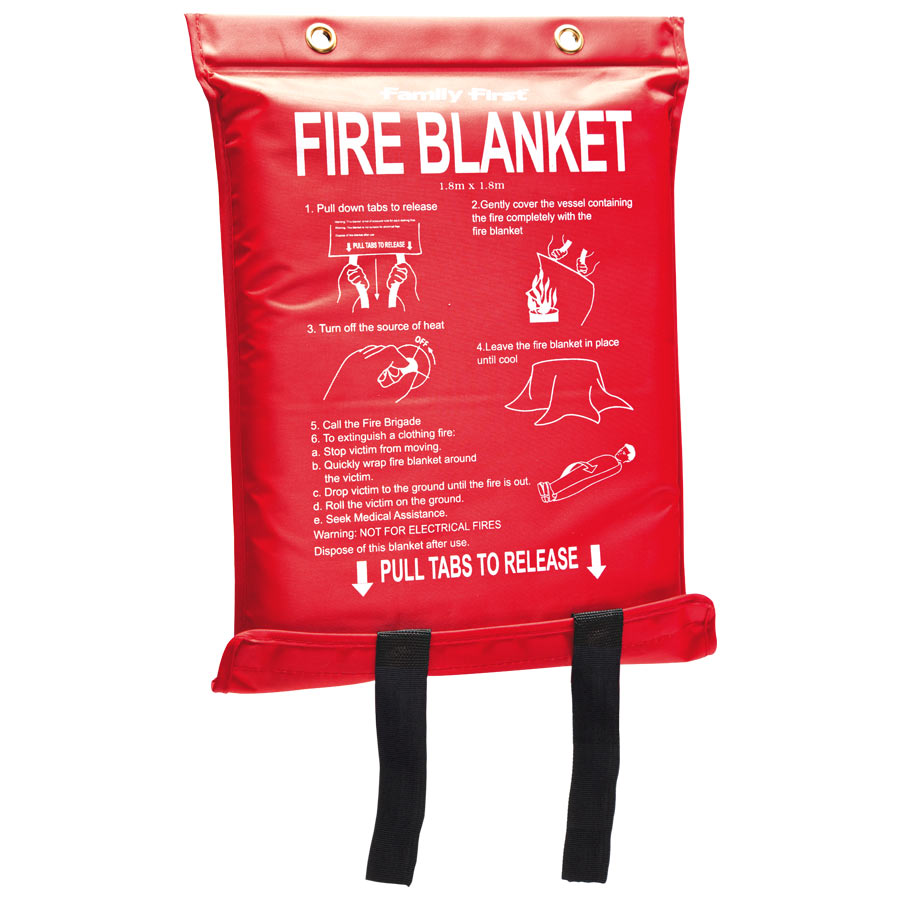 Family First
FIRE BLANKET
1.8m x 1.8m
1. Pull down tabs to release
PULL TABS TO RELEASE
2.Gently cover the vessel containing
the fire completely with the
fire blanket
3. Turn off the source of heat
OFF
4.Leave the fire blanket in place
until cool
5. Call the Fire Brigade
6. To extinguish a clothing fire:
a. Stop victim from moving.
b. Quickly wrap fire blanket around
the victim.
c. Drop victim to the ground until the fire is out.
d. Roll the victim on the ground.
e. Seek Medical Assistance.
Warning: NOT FOR ELECTRICAL FIRES
Dispose of this blanket after use.
PULL TABS TO RELEASE